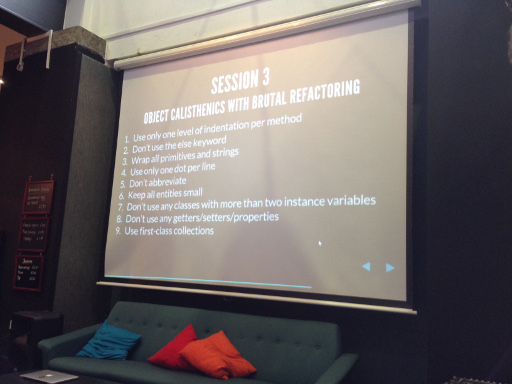 SESSION 3
OBJECT CALISTHENICS WITH BRUTAL REFACTORING
1. Use only one level of indentation per method
2. Don't use the else keyword
3. Wrap all primitives and strings
4. Use only one dot per line
5. Don't abbreviate
6. Keep all entities small
7. Don't use any classes with more than two instance variables
8. Don't use any getters/setters/properties
9. Use first-class collections